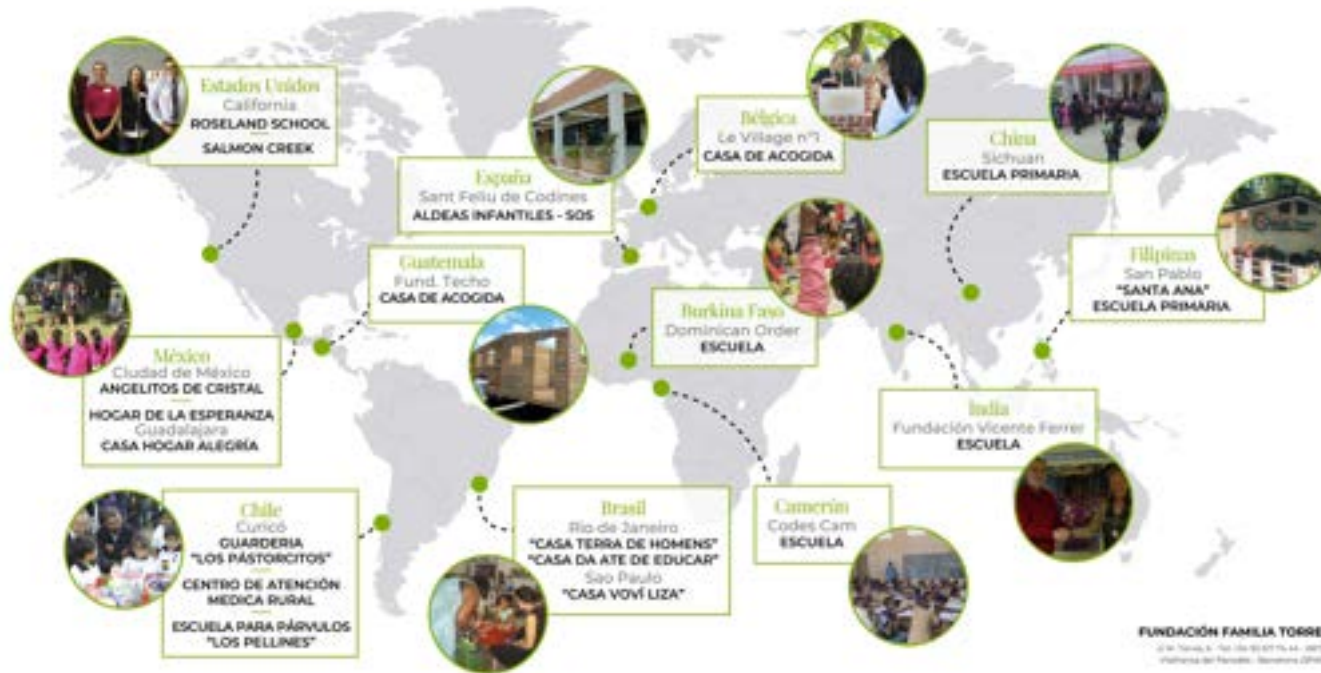 Estados Unidos
California
ROSELAND SCHOOL
SALMON CREEK
España
Sant Feliu de Codines
ALDEAS INFANTILES - SOS
Bélgica
Le Village nº1
CASA DE ACOGIDA
China
Sichuan
ESCUELA PRIMARIA
Filipinas
San Pablo
"SANTA ANA"
ESCUELA PRIMARIA
Guatemala
Fund. Techo
CASA DE ACOGIDA
Burkina Faso
Dominican Order
ESCUELA
México
Ciudad de México
ANGELITOS DE CRISTAL
HOGAR DE LA ESPERANZA
Guadalajara
CASA HOGAR ALEGRÍA
India
Fundación Vicente Ferrer
ESCUELA
Chile
Curicó
GUARDERIA
"LOS PÁSTORCITOS"
CENTRO DE ATENCIÓN
MEDICA RURAL
ESCUELA PARA PÁRVULOS
"LOS PELLINES"
Brasil
Rio de Janeiro
"CASA TERRA DE HOMENS"
"CASA DA ATE DE EDUCAR"
Sao Paulo
"CASA VOVÍ LIZA"
Camerún
Codes Cam
ESCUELA
FUNDACIÓN FAMILIA TORRE